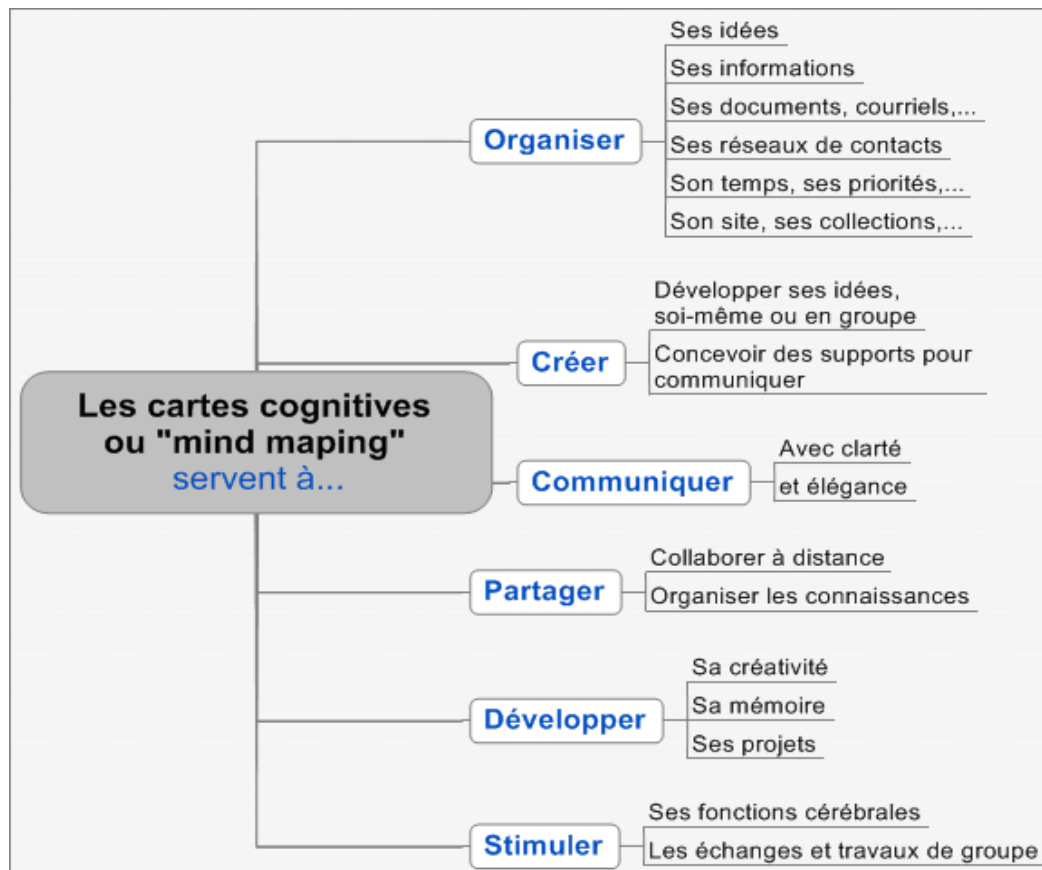 Les cartes cognitives
ou "mind maping"
servent à...
Organiser
Ses idées
Ses informations
Ses documents, courriels,...
Ses réseaux de contacts
Son temps, ses priorités,...
Son site, ses collections,...
Créer
Développer ses idées,
soi-même ou en groupe
Concevoir des supports pour
communiquer
Communiquer
Avec clarté
et élégance
Partager
Collaborer à distance
Organiser les connaissances
Développer
Sa créativité
Sa mémoire
Ses projets
Stimuler
Ses fonctions cérébrales
Les échanges et travaux de groupe